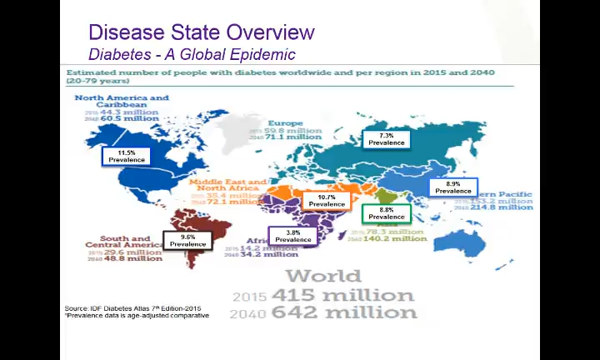 Disease State Overview
Diabetes - A Global Epidemic
Estimated number of people with diabetes worldwide and per region in 2015 and 2040
(20-79 years)
North America and
Caribbean
2015 44.3 million
2040 60.5 million
11.5%
Prevalence
Europe
2015 59.8 million
2040 71.1 million
7.3%
Prevalence
Middle East and
North Africa
2015 35.4 million
2040 72.1 million
10.7%
Prevalence
8.9%
Prevalence
Pacific
2015 153.2 million
2040 214.8 million
8.8%
Prevalence
2015 78.3 million
2040 140.2 million
9.6%
Prevalence
South and
Central America
2015 29.6 million
2040 48.8 million
3.8%
Prevalence
2015 14.2 million
2040 34.2 million
World
2015 415 million
2040 642 million
Source: IDF Diabetes Atlas 7th Edition-2015
*Prevalence data is age-adjusted comparative